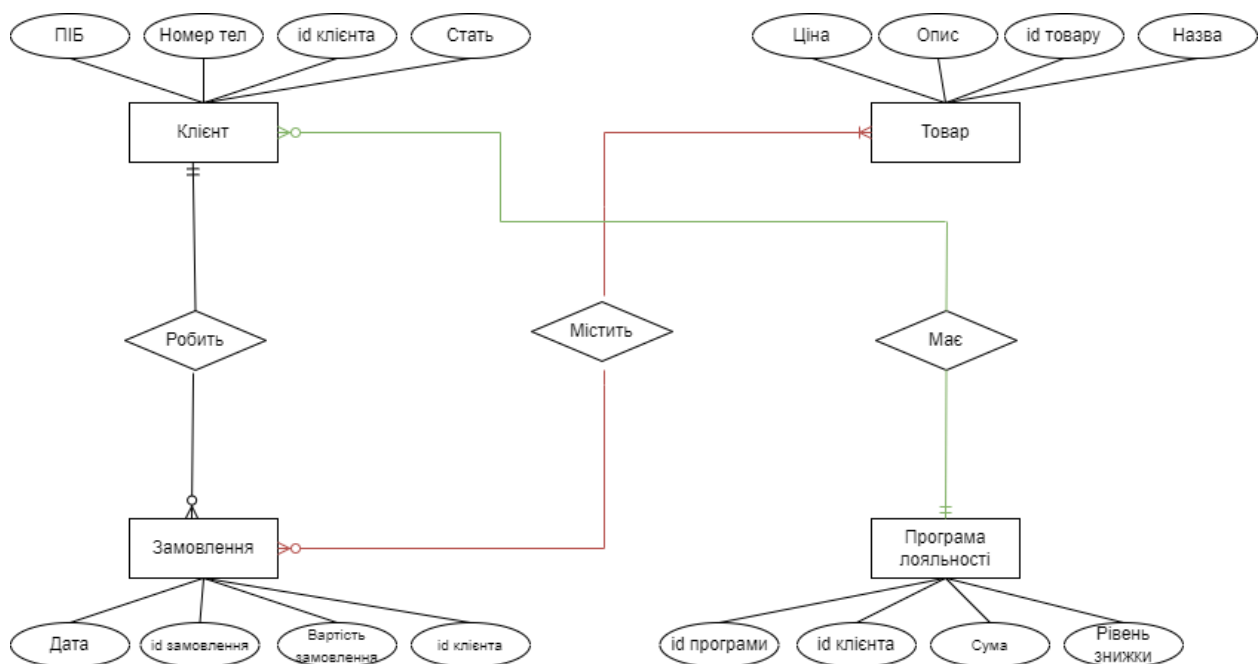 ПІБ
Номер тел
id клієнта
Стать
Ціна
Опис
id товару
Назва
Клієнт
Товар
Робить
Містить
Має
Замовлення
Програма
лояльності
Дата
id замовлення
Вартість
замовлення
id клієнта
id програми
id клієнта
Сума
Рівень
знижки